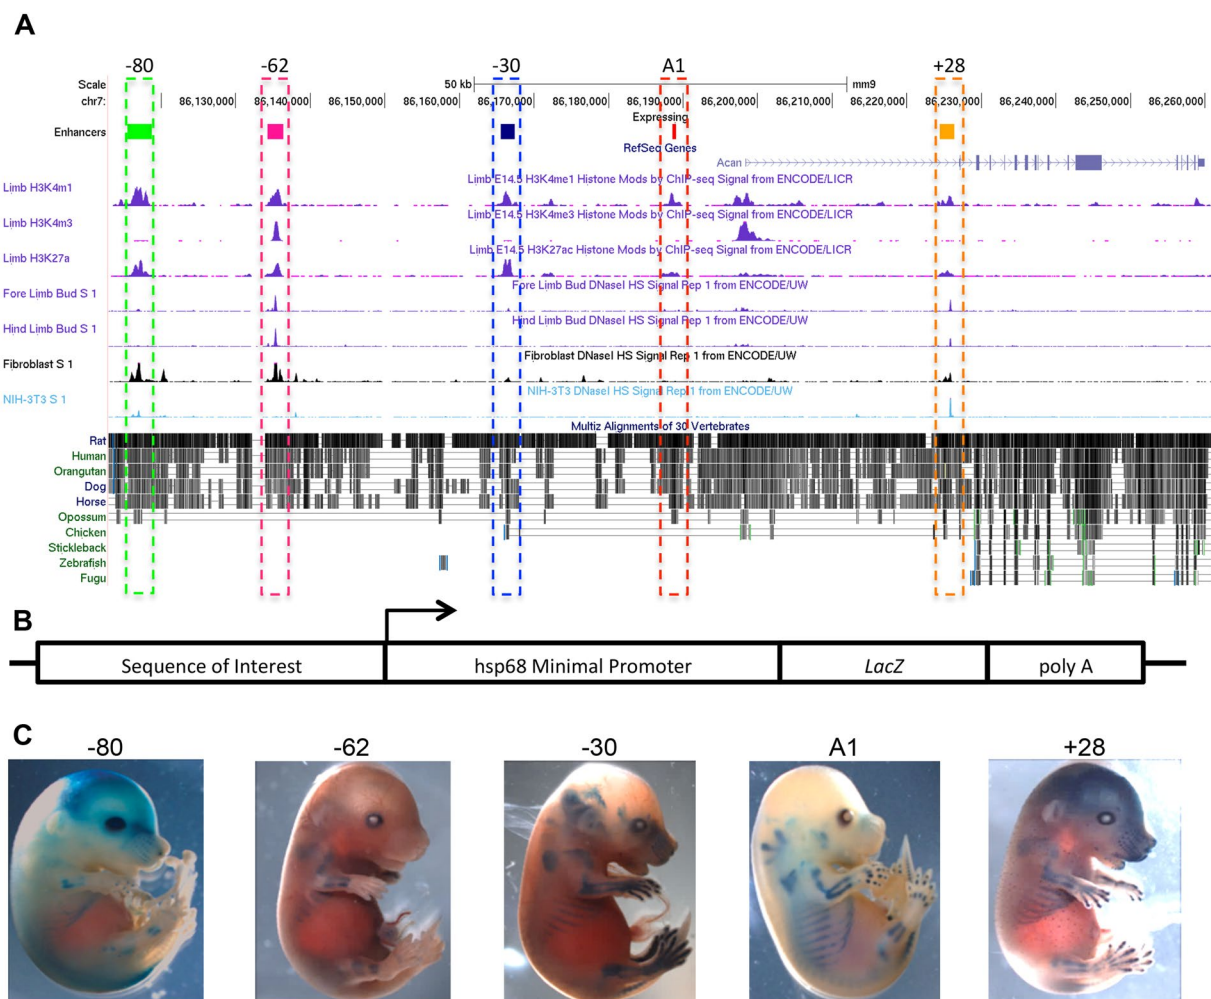 A
-80 -62 -30 A1 +28
Scale 50 kb mm9
chr7: 86,130,000 86,140,000 86,150,000 86,160,000 86,170,000 86,180,000 86,190,000 86,200,000 86,210,000 86,220,000 86,230,000 86,240,000 86,250,000 86,260,000
Expressing
Enhancers
RefSeq Genes
Acan
Limb E14.5 H3K4me1 Histone Mods by ChIP-seq Signal from ENCODE/LICR
Limb H3K4m1
Limb E14.5 H3K4me3 Histone Mods by ChIP-seq Signal from ENCODE/LICR
Limb H3K4m3
Limb E14.5 H3K27ac Histone Mods by ChIP-seq Signal from ENCODE/LICR
Limb H3K27a
Fore Limb Bud DNaseI HS Signal Rep 1 from ENCODE/UW
Fore Limb Bud S 1
Hind Limb Bud DNaseI HS Signal Rep 1 from ENCODE/UW
Hind Limb Bud S 1
Fibroblast DNaseI HS Signal Rep 1 from ENCODE/UW
Fibroblast S 1
NIH-3T3 DNaseI HS Signal Rep 1 from ENCODE/UW
NIH-3T3 S 1
Multiz Alignments of 30 Vertebrates
Rat
Human
Orangutan
Dog
Horse
Opossum
Chicken
Stickleback
Zebrafish
Fugu
B
Sequence of Interest hsp68 Minimal Promoter LacZ poly A
C
-80 -62 -30 A1 +28